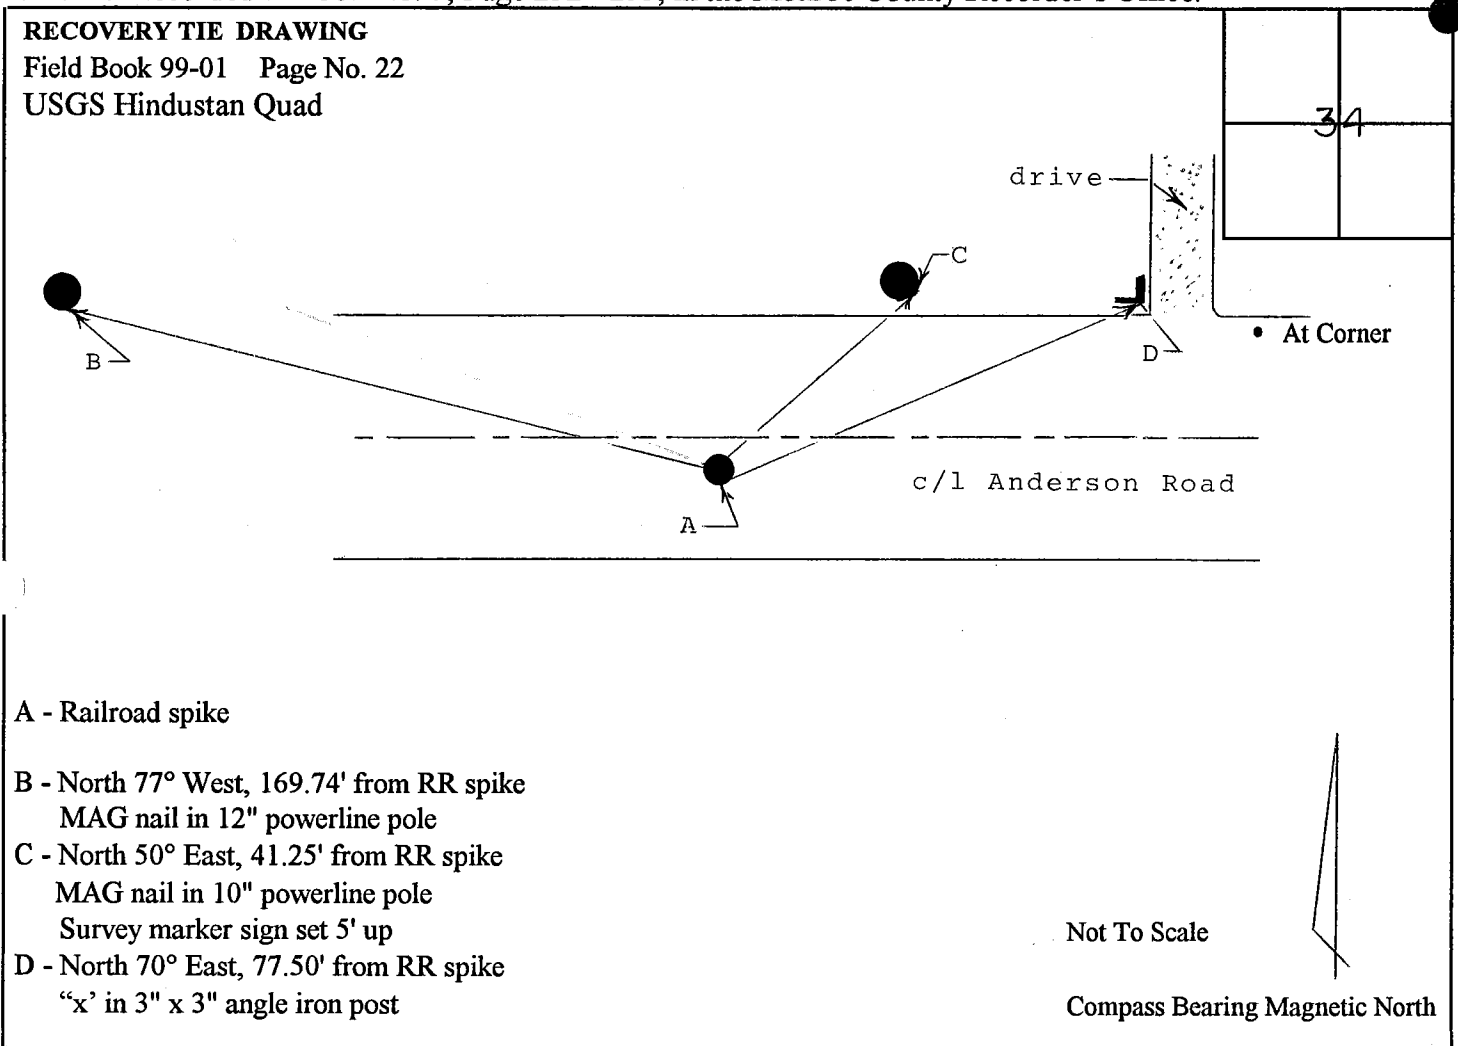 RECOVERY TIE DRAWING
Field Book 99-01 Page No. 22
USGS Hindustan Quad
34
drive
C
B
D
• At Corner
c/l Anderson Road
A
A - Railroad spike
B - North 77° West, 169.74' from RR spike
MAG nail in 12" powerline pole
C - North 50° East, 41.25' from RR spike
MAG nail in 10" powerline pole
Survey marker sign set 5' up
D - North 70° East, 77.50' from RR spike
“x’ in 3" x 3" angle iron post
Not To Scale
Compass Bearing Magnetic North